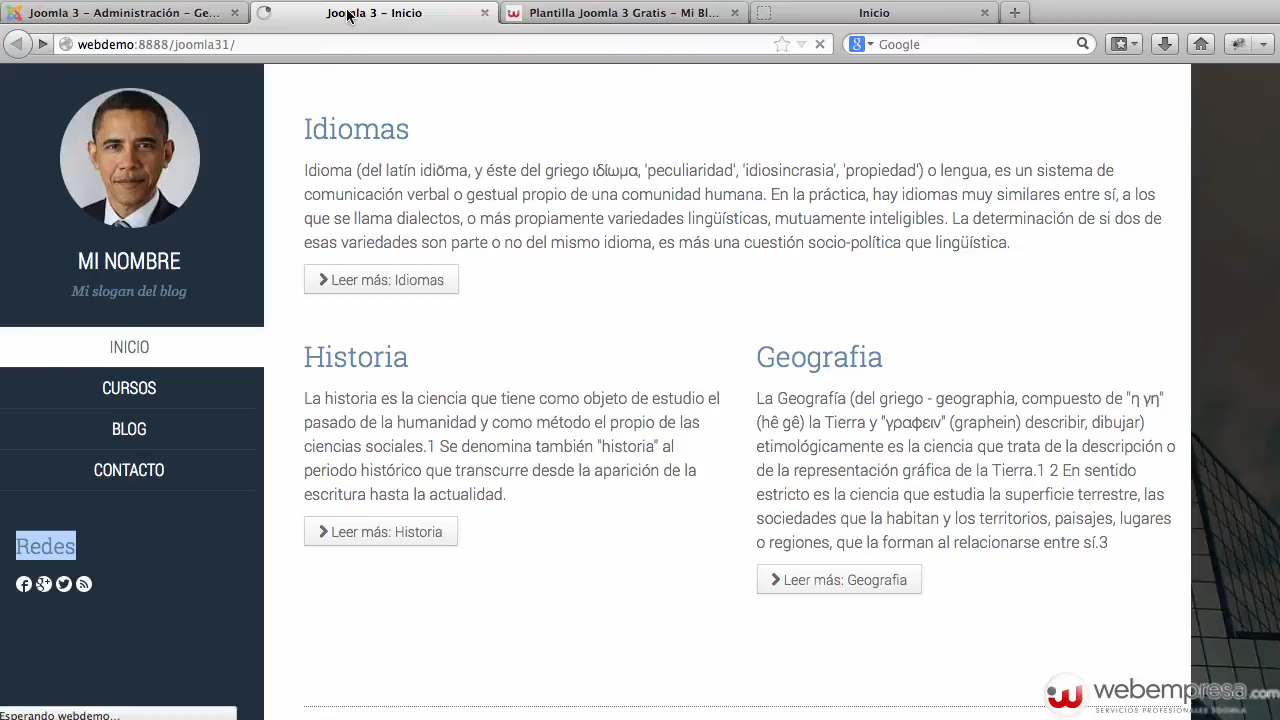 Joomla 3 – Administración – Ge...
Joomla 3 – Inicio
Plantilla Joomla 3 Gratis – Mi Bl...
Inicio
webdemo:8888/joomla31/
Google
MI NOMBRE
Mi slogan del blog
INICIO
CURSOS
BLOG
CONTACTO
Redes
Esperando webdemo...
Idiomas
Idioma (del latín idiōma, y éste del griego ιδίωμα, 'peculiaridad', 'idiosincrasia', 'propiedad') o lengua, es un sistema de
comunicación verbal o gestual propio de una comunidad humana. En la práctica, hay idiomas muy similares entre sí, a los
que se llama dialectos, o más propiamente variedades lingüísticas, mutuamente inteligibles. La determinación de si dos de
esas variedades son parte o no del mismo idioma, es más una cuestión socio-política que lingüística.
Leer más: Idiomas
Historia
La historia es la ciencia que tiene como objeto de estudio el
pasado de la humanidad y como método el propio de las
ciencias sociales.1 Se denomina también "historia" al
periodo histórico que transcurre desde la aparición de la
escritura hasta la actualidad.
Leer más: Historia
Geografia
La Geografía (del griego - geographia, compuesto de "η γη"
(hê gê) la Tierra y "γραφειν" (graphein) describir, dibujar)
etimológicamente es la ciencia que trata de la descripción o
de la representación gráfica de la Tierra.1 2 En sentido
estricto es la ciencia que estudia la superficie terrestre, las
sociedades que la habitan y los territorios, paisajes, lugares
o regiones, que la forman al relacionarse entre sí.3
Leer más: Geografia
webempresa.com
SERVICIOS PROFESIONALES JOOMLA